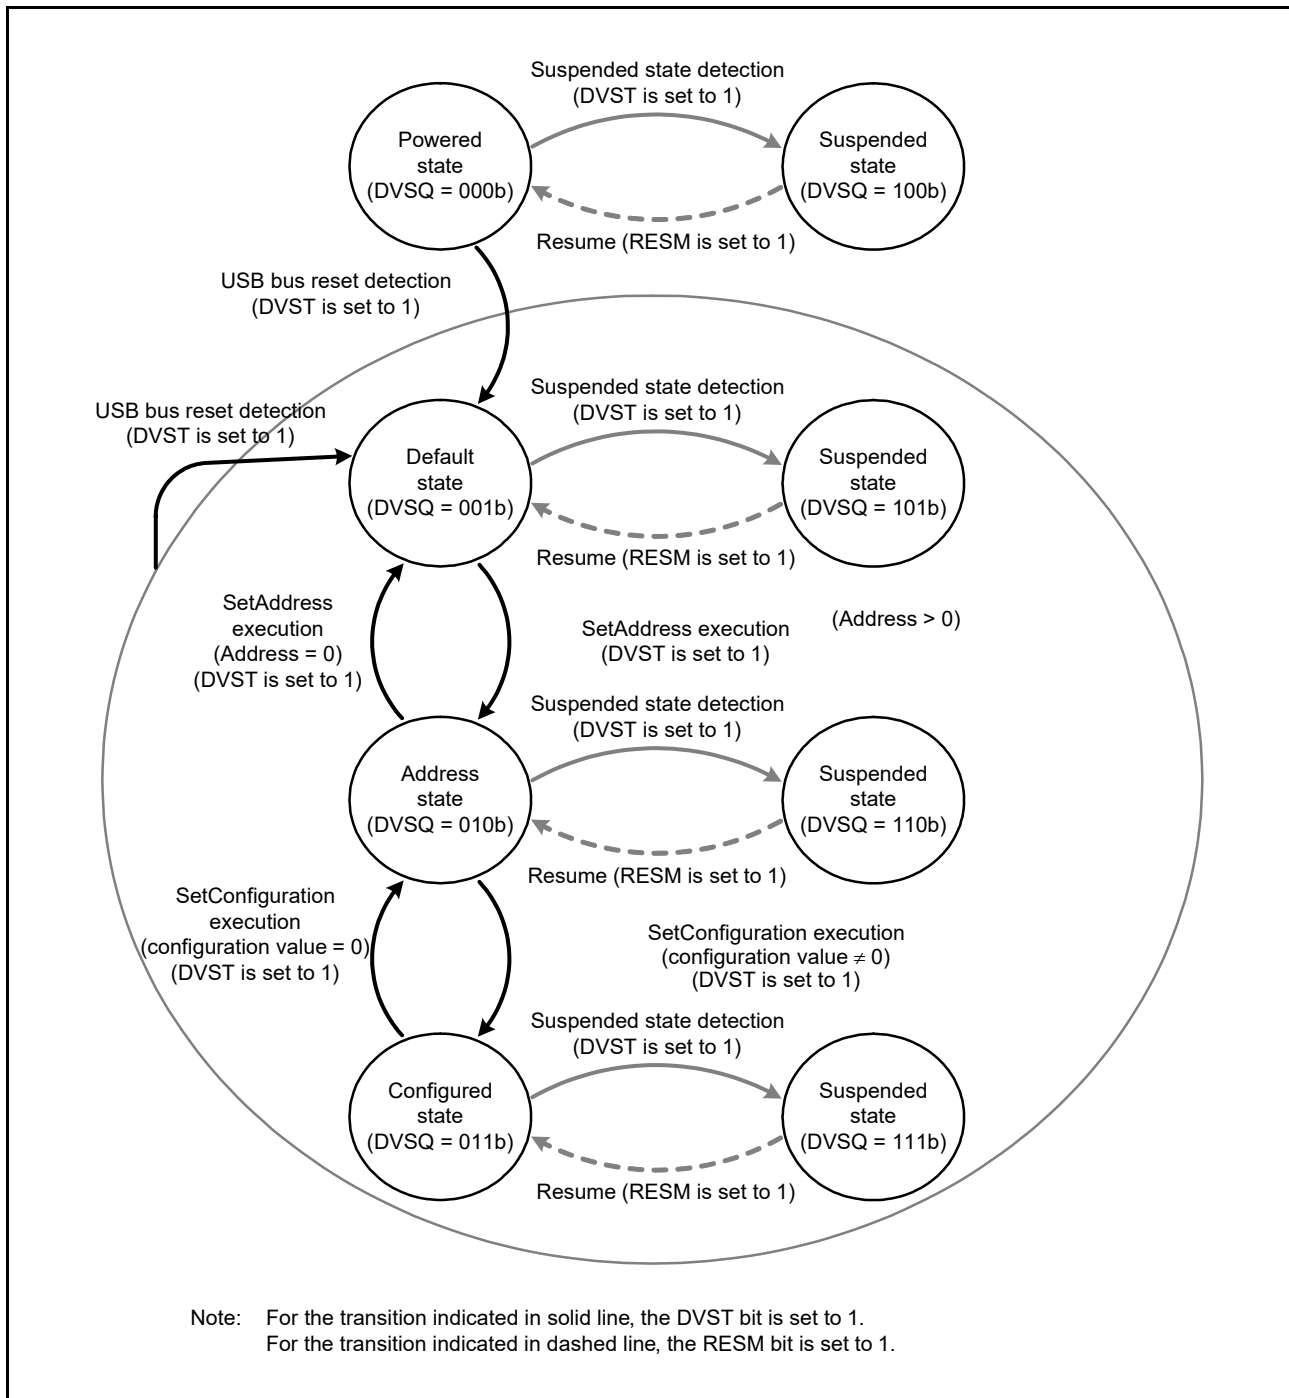 Suspended state detection
(DVST is set to 1)
Powered
state
(DVSQ = 000b)
Suspended
state
(DVSQ = 100b)
Resume (RESM is set to 1)
USB bus reset detection
(DVST is set to 1)
Suspended state detection
(DVST is set to 1)
USB bus reset detection
(DVST is set to 1)
Default
state
(DVSQ = 001b)
Suspended
state
(DVSQ = 101b)
Resume (RESM is set to 1)
SetAddress
execution
(Address = 0)
(DVST is set to 1)
SetAddress execution
(DVST is set to 1)
(Address > 0)
Suspended state detection
(DVST is set to 1)
Address
state
(DVSQ = 010b)
Suspended
state
(DVSQ = 110b)
Resume (RESM is set to 1)
SetConfiguration
execution
(configuration value = 0)
(DVST is set to 1)
SetConfiguration execution
(configuration value ≠ 0)
(DVST is set to 1)
Suspended state detection
(DVST is set to 1)
Configured
state
(DVSQ = 011b)
Suspended
state
(DVSQ = 111b)
Resume (RESM is set to 1)
Note: For the transition indicated in solid line, the DVST bit is set to 1.
For the transition indicated in dashed line, the RESM bit is set to 1.